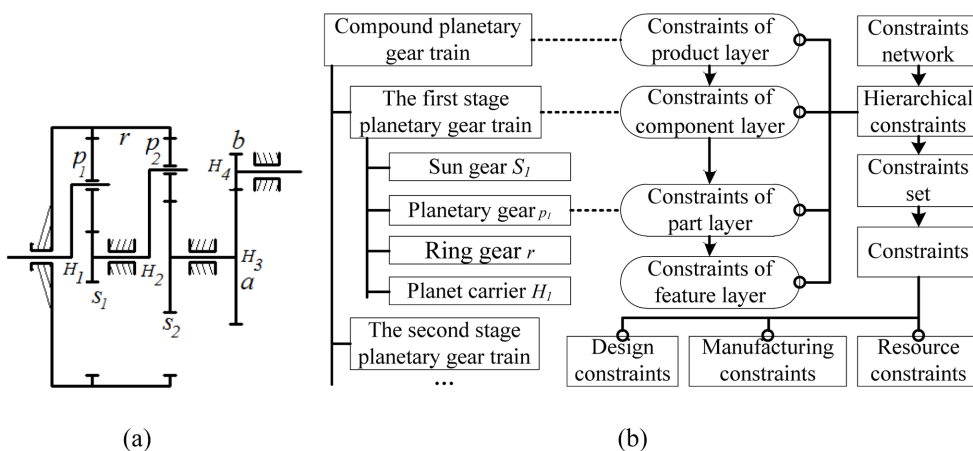 r
p1
p2
b
H4
H1
H2
H3
a
s1
s2
(a)
Compound planetary
gear train
The first stage
planetary gear train
Sun gear S1
Planetary gear p1
Ring gear r
Planet carrier H1
The second stage
planetary gear train
...
Constraints of
product layer
Constraints of
component layer
Constraints of
part layer
Constraints of
feature layer
Constraints
network
Hierarchical
constraints
Constraints
set
Constraints
Design
constraints
Manufacturing
constraints
Resource
constraints
(b)